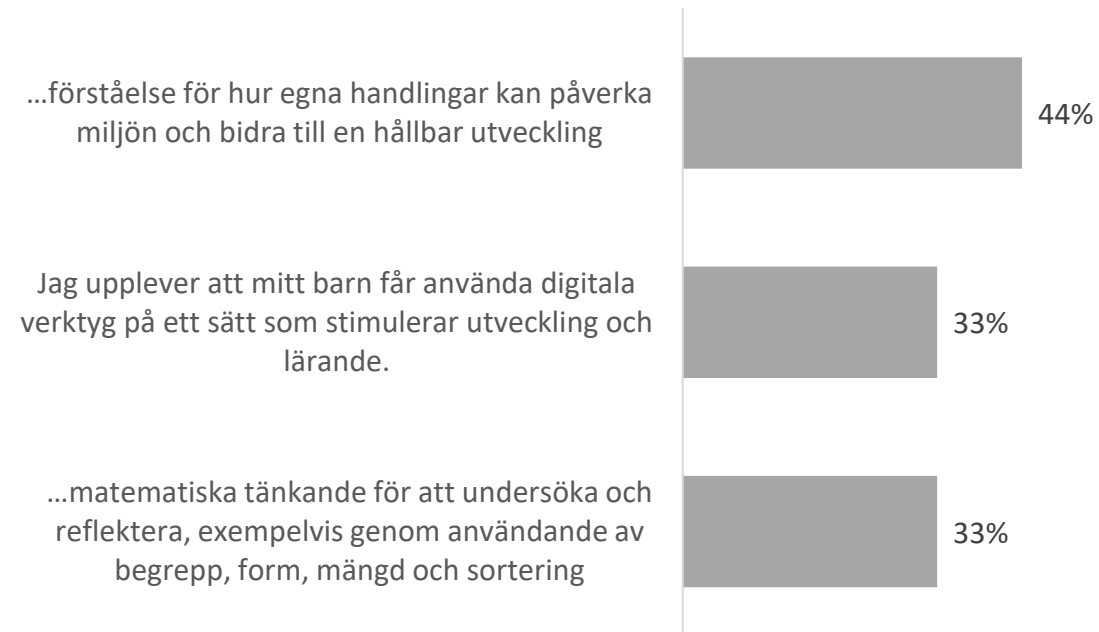 …förståelse för hur egna handlingar kan påverka
miljön och bidra till en hållbar utveckling
44%
Jag upplever att mitt barn får använda digitala
verktyg på ett sätt som stimulerar utveckling och
lärande.
33%
…matematiska tänkande för att undersöka och
reflektera, exempelvis genom användande av
begrepp, form, mängd och sortering
33%